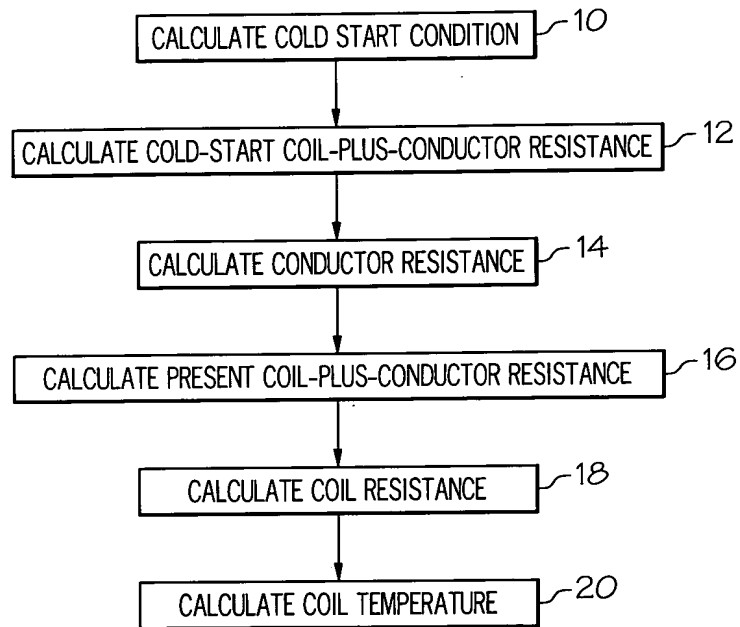 CALCULATE COLD START CONDITION 10
CALCULATE COLD-START COIL-PLUS-CONDUCTOR RESISTANCE 12
CALCULATE CONDUCTOR RESISTANCE 14
CALCULATE PRESENT COIL-PLUS-CONDUCTOR RESISTANCE 16
CALCULATE COIL RESISTANCE 18
CALCULATE COIL TEMPERATURE 20